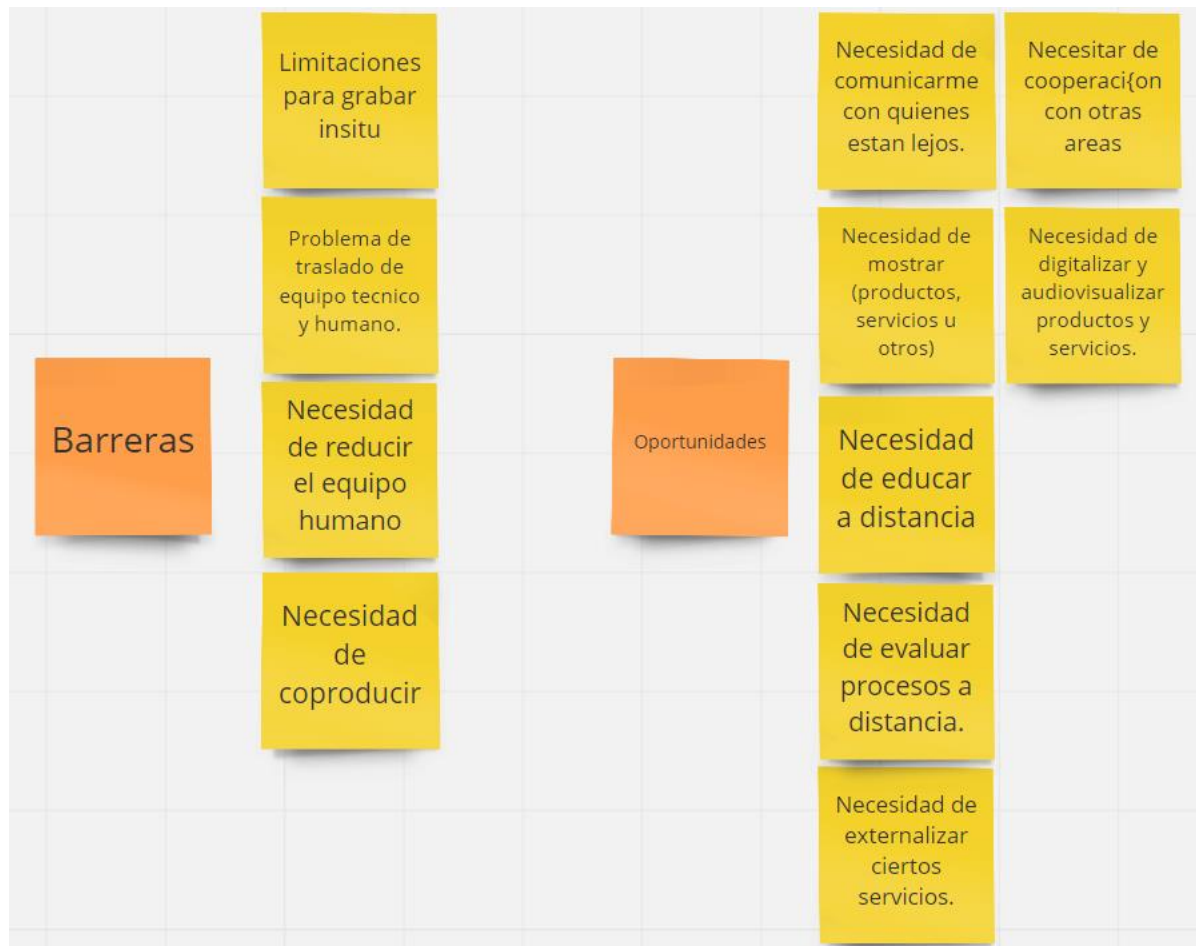 Barreras
Limitaciones
para grabar
insitu
Problema de
traslado de
equipo tecnico
y humano.
Necesidad
de reducir
el equipo
humano
Necesidad
de
coproducir
Oportunidades
Necesidad de
comunicarme
con quienes
estan lejos.
Necesitar de
cooperaci{on
con otras
areas
Necesidad de
mostrar
(productos,
servicios u
otros)
Necesidad de
digitalizar y
audiovisualizar
productos y
servicios.
Necesidad
de educar
a distancia
Necesidad
de evaluar
procesos a
distancia.
Necesidad de
externalizar
ciertos
servicios.